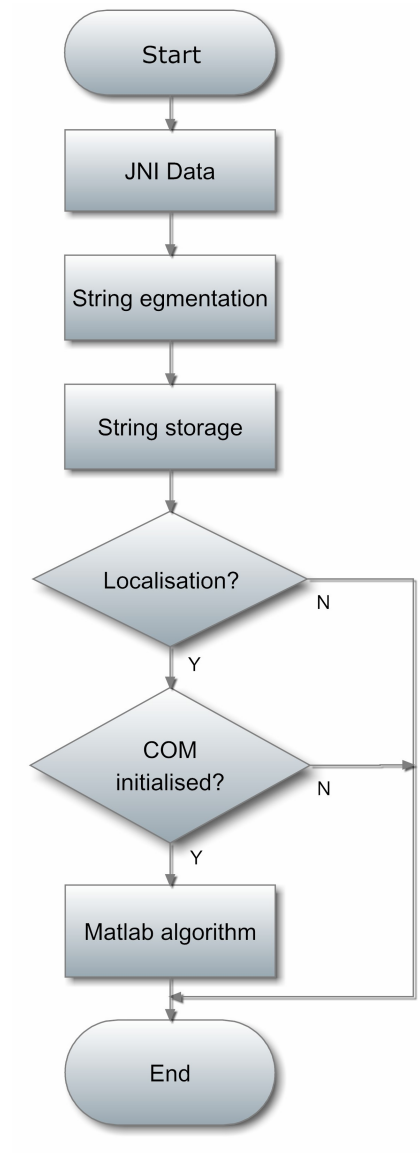 Start
JNI Data
String egmentation
String storage
Localisation?
N
Y
COM
initialised?
N
Y
Matlab algorithm
End